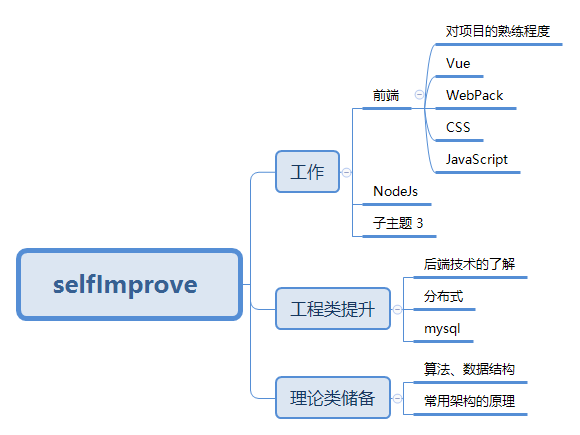 selfImprove
工作
前端
对项目的熟练程度
Vue
WebPack
CSS
JavaScript
NodeJs
子主题 3
工程类提升
后端技术的了解
分布式
mysql
理论类储备
算法、数据结构
常用架构的原理